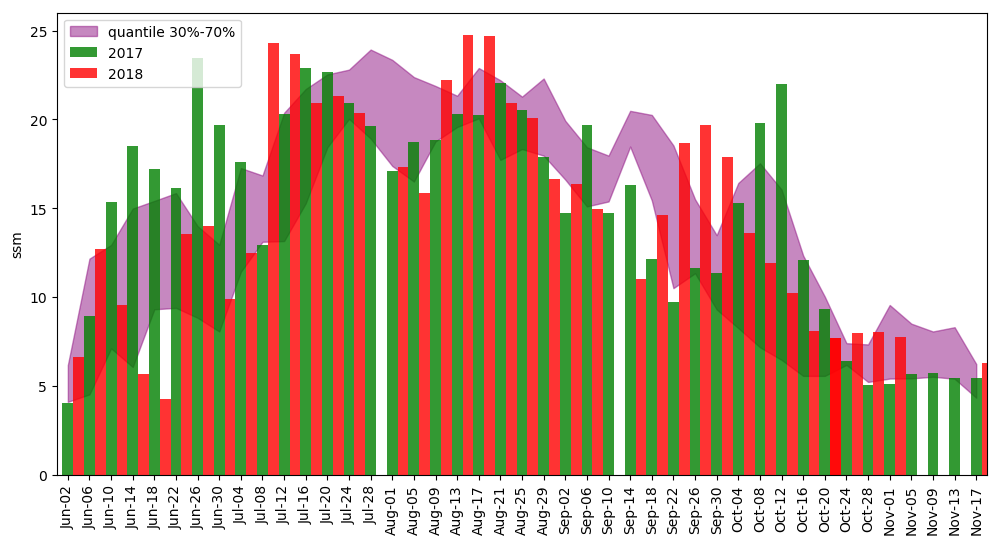 quantile 30%-70%
2017
2018
25
20
15
10
5
0
ssm
Jun-02
Jun-06
Jun-10
Jun-14
Jun-18
Jun-22
Jun-26
Jun-30
Jul-04
Jul-08
Jul-12
Jul-16
Jul-20
Jul-24
Jul-28
Aug-01
Aug-05
Aug-09
Aug-13
Aug-17
Aug-21
Aug-25
Aug-29
Sep-02
Sep-06
Sep-10
Sep-14
Sep-18
Sep-22
Sep-26
Sep-30
Oct-04
Oct-08
Oct-12
Oct-16
Oct-20
Oct-24
Oct-28
Nov-01
Nov-05
Nov-09
Nov-13
Nov-17